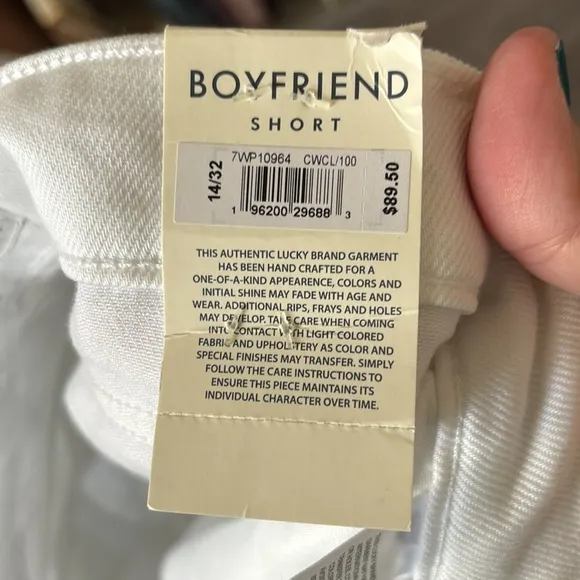 BOYFRIEND
SHORT
7WP10964 CWCL/100
14/32
1 96200 29688 3
$89.50
THIS AUTHENTIC LUCKY BRAND GARMENT
HAS BEEN HAND CRAFTED FOR A
ONE-OF-A-KIND APPEARENCE, COLORS AND
INITIAL SHINE MAY FADE WITH AGE AND
WEAR. ADDITIONAL RIPS, FRAYS AND HOLES
MAY DEVELOP. TAKE CARE WHEN COMING
INTO CONTACT WITH LIGHT COLORED
FABRIC AND UPHOLSTERY AS COLOR AND
SPECIAL FINISHES MAY TRANSFER. SIMPLY
FOLLOW THE CARE INSTRUCTIONS TO
ENSURE THIS PIECE MAINTAINS ITS
INDIVIDUAL CHARACTER OVER TIME.